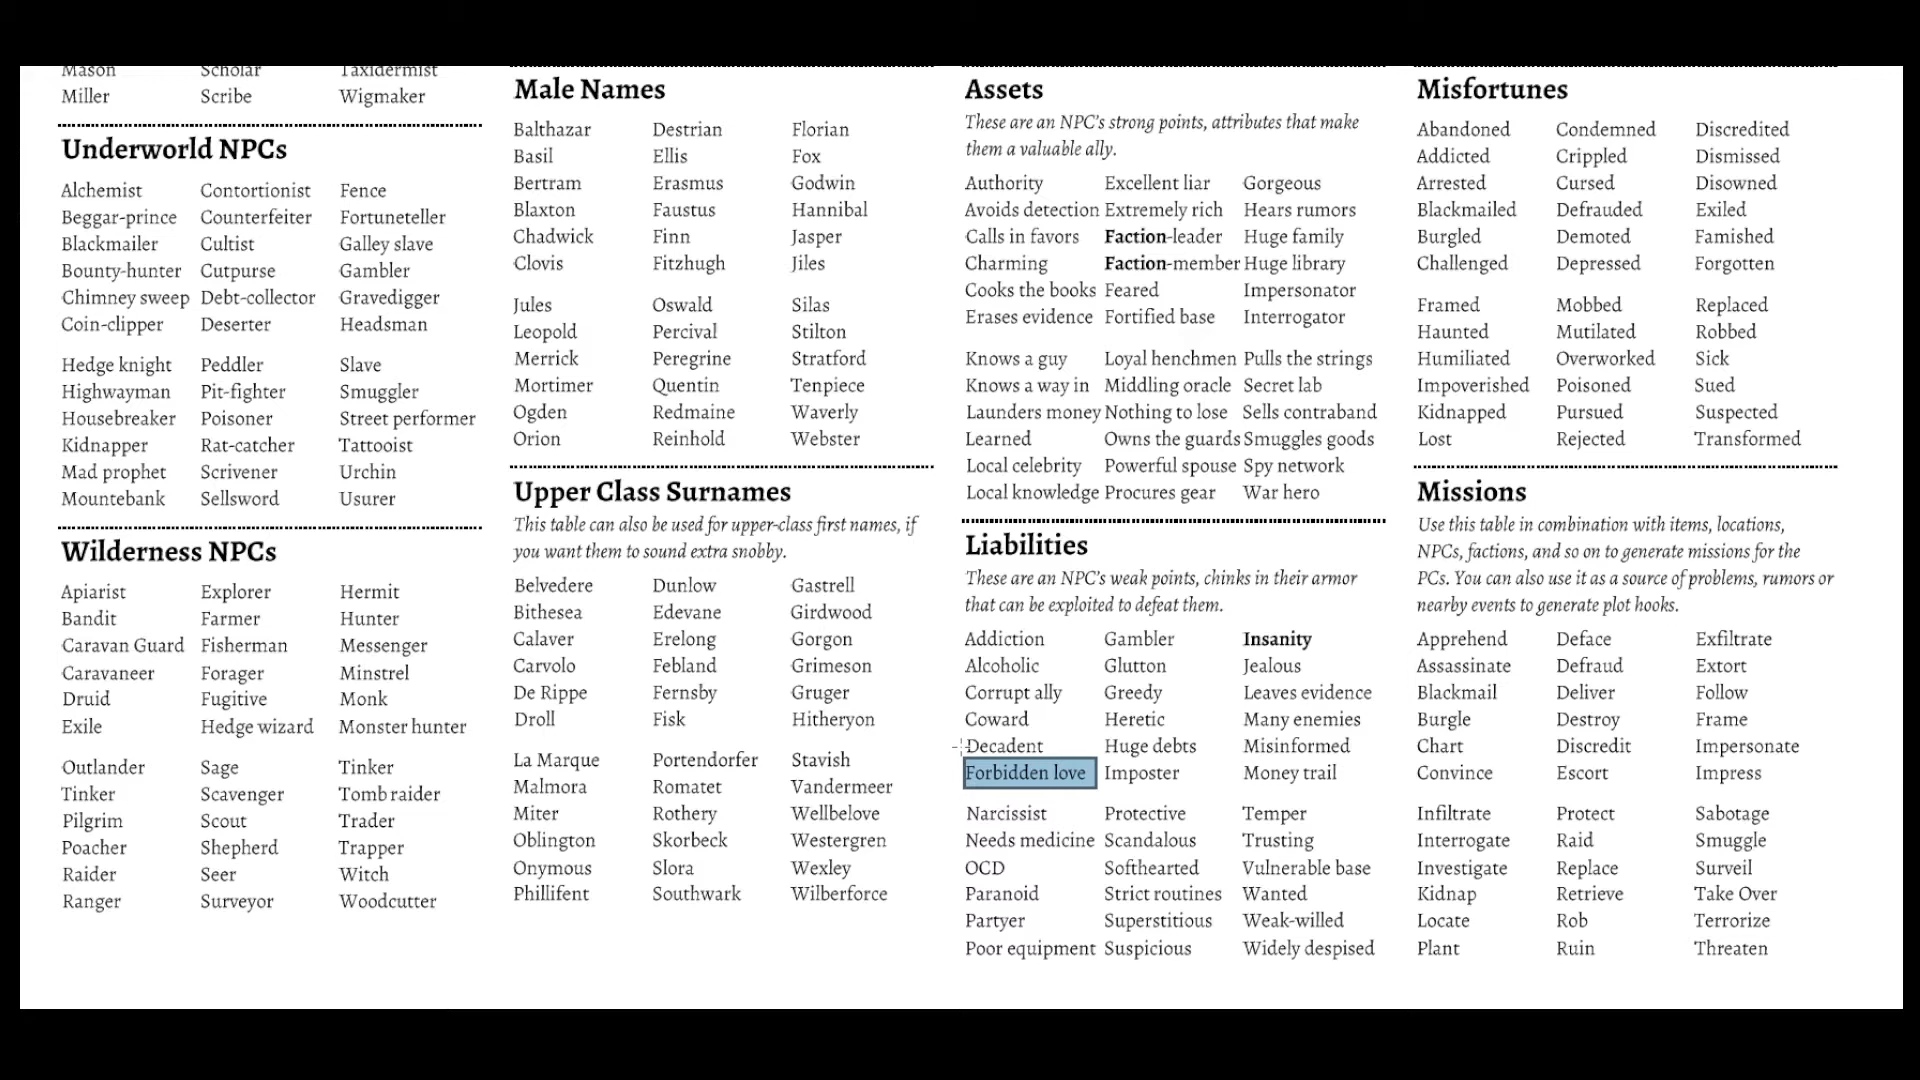 Mason Scholar Taxidermist
Miller Scribe Wigmaker
Underworld NPCs
Alchemist Contortionist Fence
Beggar-prince Counterfeiter Fortuneteller
Blackmailer Cultist Galley slave
Bounty-hunter Cutpurse Gambler
Chimney sweep Debt-collector Gravedigger
Coin-clipper Deserter Headsman
Hedge knight Peddler Slave
Highwayman Pit-fighter Smuggler
Housebreaker Poisoner Street performer
Kidnapper Rat-catcher Tattooist
Mad prophet Scrivener Urchin
Mountebank Sellsword Usurer
Wilderness NPCs
Apiarist Explorer Hermit
Bandit Farmer Hunter
Caravan Guard Fisherman Messenger
Caravaneer Forager Minstrel
Druid Fugitive Monk
Exile Hedge wizard Monster hunter
Outlander Sage Tinker
Tinker Scavenger Tomb raider
Pilgrim Scout Trader
Poacher Shepherd Trapper
Raider Seer Witch
Ranger Surveyor Woodcutter
Male Names
Balthazar Destrian Florian
Basil Ellis Fox
Bertram Erasmus Godwin
Blaxton Faustus Hannibal
Chadwick Finn Jasper
Clovis Fitzhugh Jiles
Jules Oswald Silas
Leopold Percival Stilton
Merrick Peregrine Stratford
Mortimer Quentin Tenpiece
Ogden Redmaine Waverly
Orion Reinhold Webster
Upper Class Surnames
This table can also be used for upper-class first names, if
you want them to sound extra snobby.
Belvedere Dunlow Gastrell
Bithesea Edevane Girdwood
Calaver Erelong Gorgon
Carvolo Febland Grimeson
De Rippe Fernsby Gruger
Droll Fisk Hitheryon
La Marque Portendorfer Stavish
Malmora Romatet Vandermeer
Miter Rothery Wellbelove
Oblington Skorbeck Westergren
Onymous Slora Wexley
Phillifent Southwark Wilberforce
Assets
These are an NPC's strong points, attributes that make
them a valuable ally.
Authority Excellent liar Gorgeous
Avoids detection Extremely rich Hears rumors
Calls in favors Faction-leader Huge family
Charming Faction-member Huge library
Cooks the books Feared Impersonator
Erases evidence Fortified base Interrogator
Knows a guy Loyal henchmen Pulls the strings
Knows a way in Middling oracle Secret lab
Launders money Nothing to lose Sells contraband
Learned Owns the guards Smuggles goods
Local celebrity Powerful spouse Spy network
Local knowledge Procures gear War hero
Liabilities
These are an NPC's weak points, chinks in their armor
that can be exploited to defeat them.
Addiction Gambler Insanity
Alcoholic Glutton Jealous
Corrupt ally Greedy Leaves evidence
Coward Heretic Many enemies
Decadent Huge debts Misinformed
Forbidden love Imposter Money trail
Narcissist Protective Temper
Needs medicine Scandalous Trusting
OCD Softhearted Vulnerable base
Paranoid Strict routines Wanted
Partyer Superstitious Weak-willed
Poor equipment Suspicious Widely despised
Misfortunes
Abandoned Condemned Discredited
Addicted Crippled Dismissed
Arrested Cursed Disowned
Blackmailed Defrauded Exiled
Burgled Demoted Famished
Challenged Depressed Forgotten
Framed Mobbed Replaced
Haunted Mutilated Robbed
Humiliated Overworked Sick
Impoverished Poisoned Sued
Kidnapped Pursued Suspected
Lost Rejected Transformed
Missions
Use this table in combination with items, locations,
NPCs, factions, and so on to generate missions for the
PCs. You can also use it as a source of problems, rumors or
nearby events to generate plot hooks.
Apprehend Deface Exfiltrate
Assassinate Defraud Extort
Blackmail Deliver Follow
Burgle Destroy Frame
Chart Discredit Impersonate
Convince Escort Impress
Infiltrate Protect Sabotage
Interrogate Raid Smuggle
Investigate Replace Surveil
Kidnap Retrieve Take Over
Locate Rob Terrorize
Plant Ruin Threaten